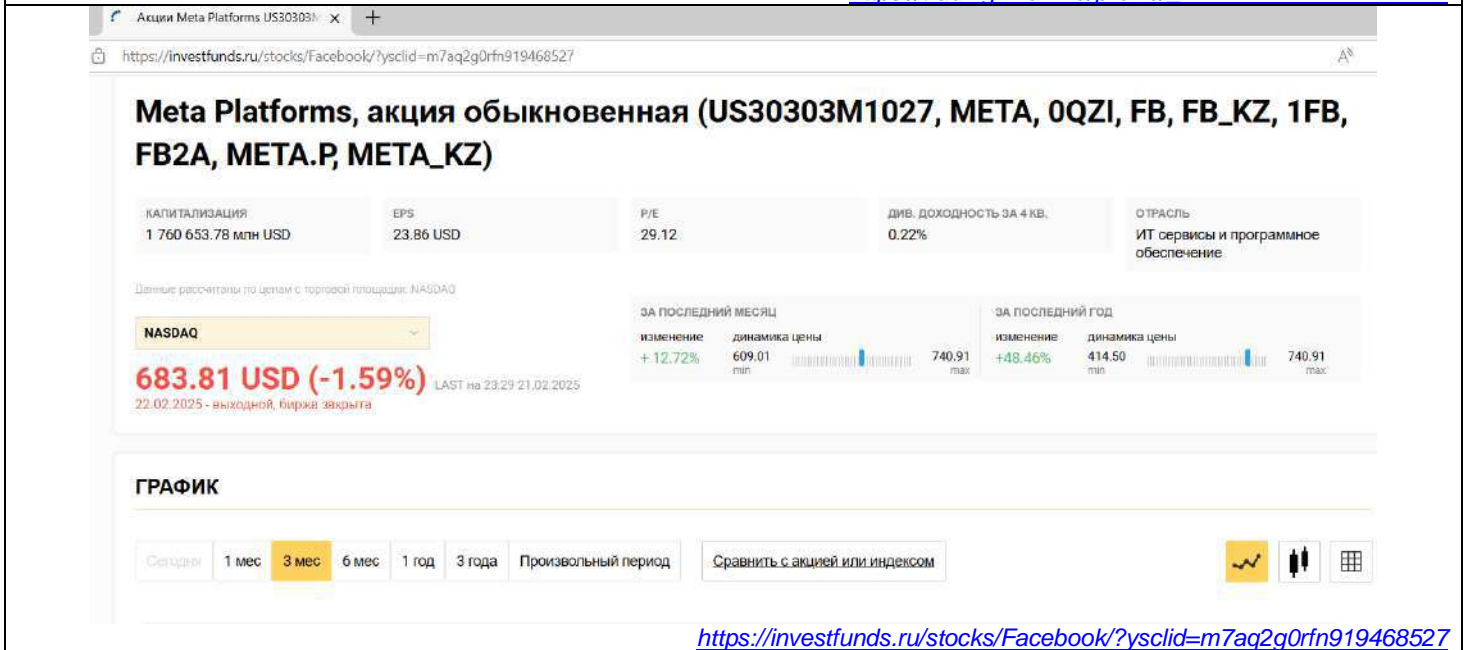 Акции Meta Platforms US30303
https://investfunds.ru/stocks/Facebook/?ysclid=m7aq2g0rfn919468527
Meta Platforms, акция обыкновенная (US30303M1027, META, 0QZI, FB, FB_KZ, 1FB,
FB2A, META.P, META_KZ)
КАПИТАЛИЗАЦИЯ EPS P/E ДИВ. ДОХОДНОСТЬ ЗА 4 КВ. ОТРАСЛЬ
1 760 653.78 млн USD 23.86 USD 29.12 0.22% ИТ сервисы и программное
обеспечение
Данные рассчитаны по ценам с торговой площадки: NASDAQ
ЗА ПОСЛЕДНИЙ МЕСЯЦ ЗА ПОСЛЕДНИЙ ГОД
NASDAQ изменение динамика цены изменение динамика цены
+ 12.72% 609.01 740.91 +48.46% 414.50 740.91
min max min max
683.81 USD (-1.59%) LAST на 23:29 21.02.2025
22.02.2025 - выходной, биржа закрыта
ГРАФИК
Сегодня 1 мес 3 мес 6 мес 1 год 3 года Произвольный период Сравнить с акцией или индексом
https://investfunds.ru/stocks/Facebook/?ysclid=m7aq2g0rfn919468527